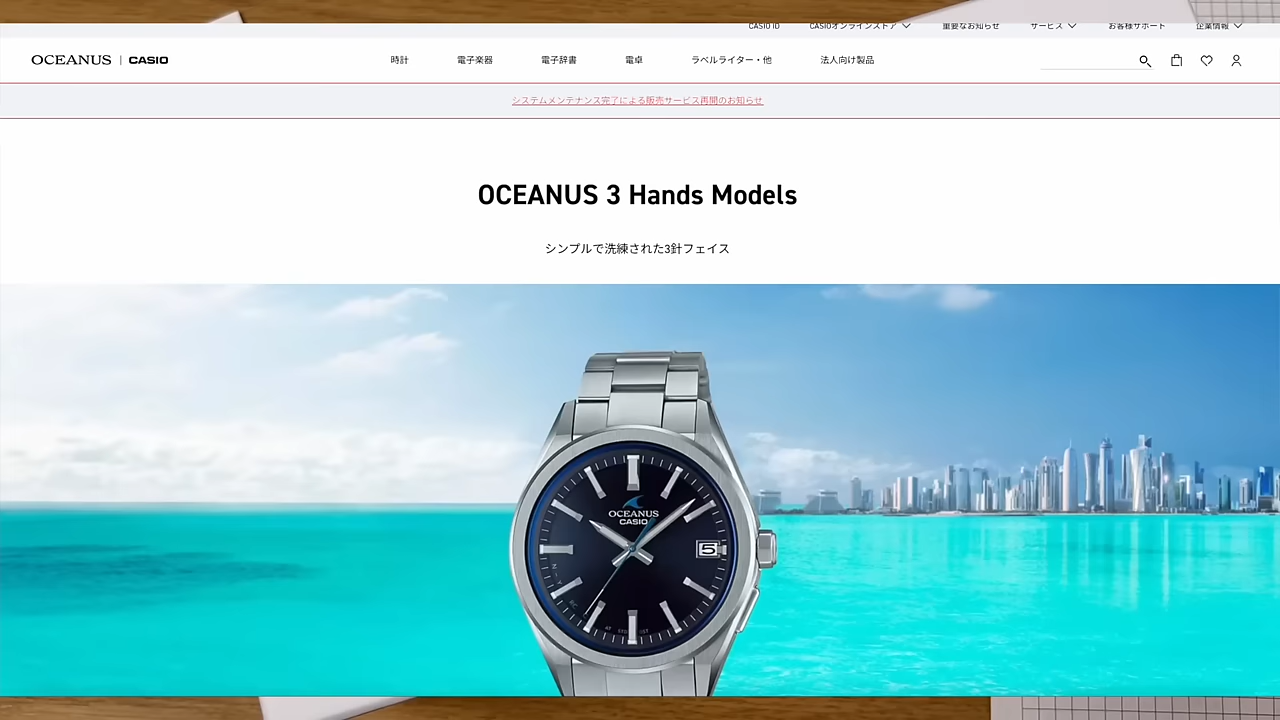 CASIO ID
CASIOオンラインストア
重要なお知らせ
サービス
お客様サポート
企業情報
OCEANUS | CASIO
時計
電子楽器
電子辞書
電卓
ラベルライター・他
法人向け製品
システムメンテナンス完了による販売サービス再開のお知らせ
OCEANUS 3 Hands Models
シンプルで洗練された3針フェイス
OCEANUS
CASIO
5